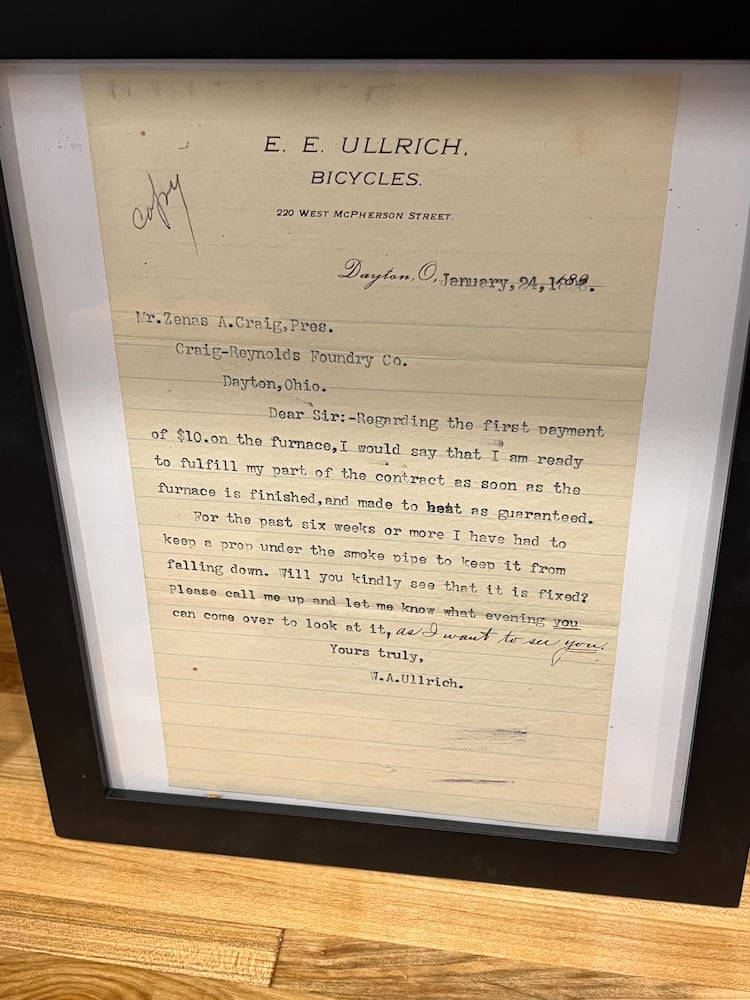 E. E. ULLRICH,
BICYCLES.
220 WEST MCPHERSON STREET.
copy
Dayton, O. January, 24, 1
Mr. Zenas A. Craig, Pres.
Craig-Reynolds Foundry Co.
Dayton, Ohio.
Dear Sir:-Regarding the first payment
of $10. on the furnace, I would say that I am ready
to fulfill my part of the contract as soon as the
furnace is finished, and made to heat as guaranteed.
For the past six weeks or more I have had to
keep a prop under the smoke pipe to keep it from
falling down. Will you kindly see that it is fixed?
Please call me up and let me know what evening you
can come over to look at it, as I want to see you.
Yours truly,
W.A.Ullrich.